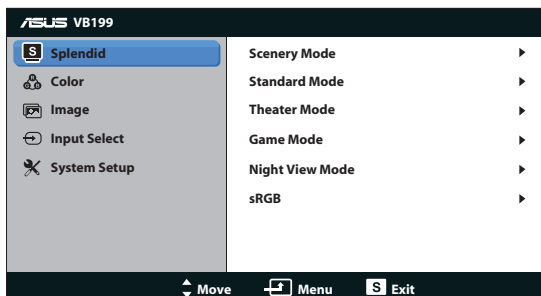 ASUS VB199
S Splendid
Color
Image
Input Select
System Setup
Scenery Mode
Standard Mode
Theater Mode
Game Mode
Night View Mode
sRGB
Move Menu S Exit